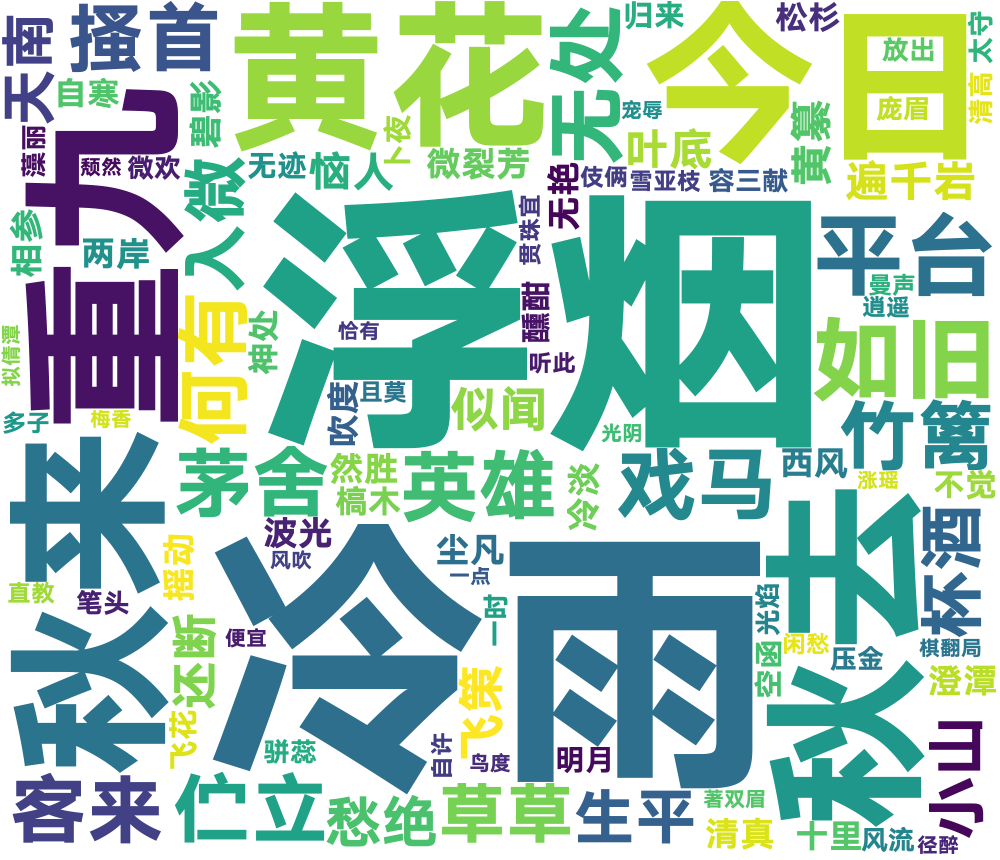 天南
搔首
黄花
无处
归来
今日
松杉
太守
放出
清高
庞眉
自寒
碧影
卜夜
宠辱
黄纂
藻丽
颓然
微欢
无迹
恼人
微裂芳
叶底
伎俩
雪亚枝
容三献
遍千岩
重九
人微
无艳
贯珠宜
相参
两岸
浮烟
平台
曼声
逍遥
何有
神处
恰有
醺酣
听此
如旧
拟倩潭
多子
梅香
吹度
且莫
似闻
光阴
竹篱
秋来
茅舍
然胜
槁木
英雄
冷淡
戏马
西风
涨瑶
不觉
波光
风吹
尘凡
一点
秋去
杯酒
直教
笔头
摇动
冷雨
一时
光焰
闲愁
棋翻局
便宜
还断
空函
压金
澄潭
飞花
骈蕊
飞策
自许
鸟度
明月
小山
客来
伫立
愁绝
草草
生平
著双眉
清真
十里
风流
径醉